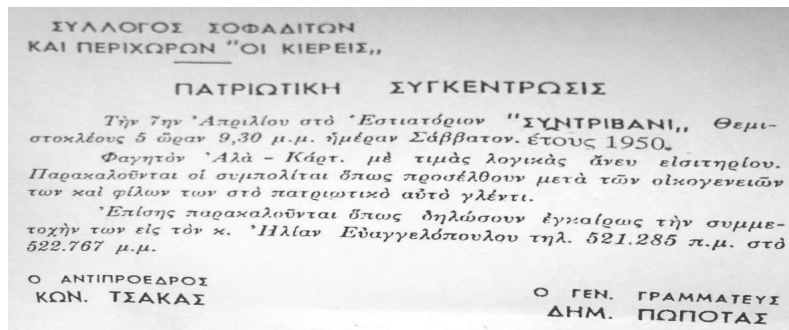 ΣΥΛΛΟΓΟΣ ΣΟΦΑΔΙΤΩΝ
ΚΑΙ ΠΕΡΙΧΩΡΩΝ "ΟΙ ΚΙΕΡΕΙΣ,,
ΠΑΤΡΙΩΤΙΚΗ ΣΥΓΚΕΝΤΡΩΣΙΣ
Τὴν 7ην Ἀπριλίου στὸ Ἑστιατόριον "ΣΥΝΤΡΙΒΑΝΙ,, Θεμι-
στοκλέους 5 ὥραν 9,30 μ.μ. ἡμέραν Σάββατον. έτους 1950.
Φαγητὸν Ἀλὰ - Κάρτ. μὲ τιμὰς λογικὰς ἄνευ εἰσιτηρίου.
Παρακαλοῦνται οἱ συμπολῖται ὅπως προσέλθουν μετὰ τῶν οἰκογενειῶν
των καὶ φίλων των στὸ πατριωτικὸ αὐτὸ γλέντι.
Ἐπίσης παρακαλοῦνται ὅπως δηλώσουν ἐγκαίρως τὴν συμμε-
τοχήν των εἰς τὸν κ. Ἠλίαν Εὐαγγελόπουλου τηλ. 521.285 π.μ. στὸ
522.767 μ.μ.
Ο ΑΝΤΙΠΡΟΕΔΡΟΣ
ΚΩΝ. ΤΣΑΚΑΣ
Ο ΓΕΝ. ΓΡΑΜΜΑΤΕΥΣ
ΔΗΜ. ΠΩΠΟΤΑΣ